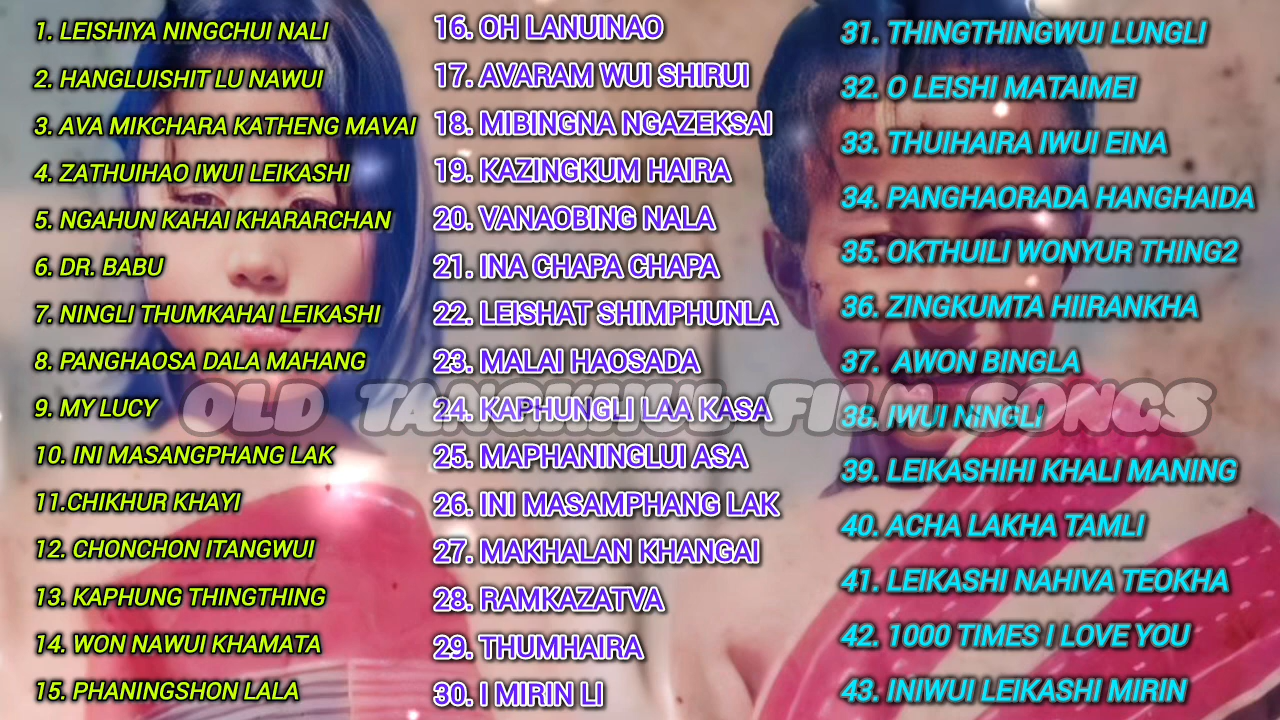 1. LEISHIYA NINGCHUI NALI
2. HANGLUISHIT LU NAWUI
3. AVA MIKCHARA KATHENG MAVAI
4. ZATHUIHAO IWUI LEIKASHI
5. NGAHUN KAHAI KHARARCHAN
6. DR. BABU
7. NINGLI THUMKAHAI LEIKASHI
8. PANGHAOSA DALA MAHANG
9. MY LUCY
10. INI MASANGPHANG LAK
11.CHIKHUR KHAYI
12. CHONCHON ITANGWUI
13. KAPHUNG THINGTHING
14. WON NAWUI KHAMATA
15. PHANINGSHON LALA
16. OH LANUINAO
17. AVARAM WUI SHIRUI
18. MIBINGNA NGAZEKSAI
19. KAZINGKUM HAIRA
20. VANAOBING NALA
21. INA CHAPA CHAPA
22. LEISHAT SHIMPHUNLA
23. MALAI HAOSADA
24. KAPHUNGLI LAA KASA
25. MAPHANINGLUI ASA
26. INI MASAMPHANG LAK
27. MAKHALAN KHANGAI
28. RAMKAZATVA
29. THUMHAIRA
30. I MIRIN LI
31. THINGTHINGWUI LUNGLI
32. O LEISHI MATAIMEI
33. THUIHAIRA IWUI EINA
34. PANGHAORADA HANGHAIDA
35. OKTHUILI WONYUR THING2
36. ZINGKUMTA HIIRANKHA
37. AWON BINGLA
38. IWUI NINGLI
39. LEIKASHIHI KHALI MANING
40. ACHA LAKHA TAMLI
41. LEIKASHI NAHIVA TEOKHA
42. 1000 TIMES I LOVE YOU
43. INIWUI LEIKASHI MIRIN
OLD TANGKHUL FILM SONGS